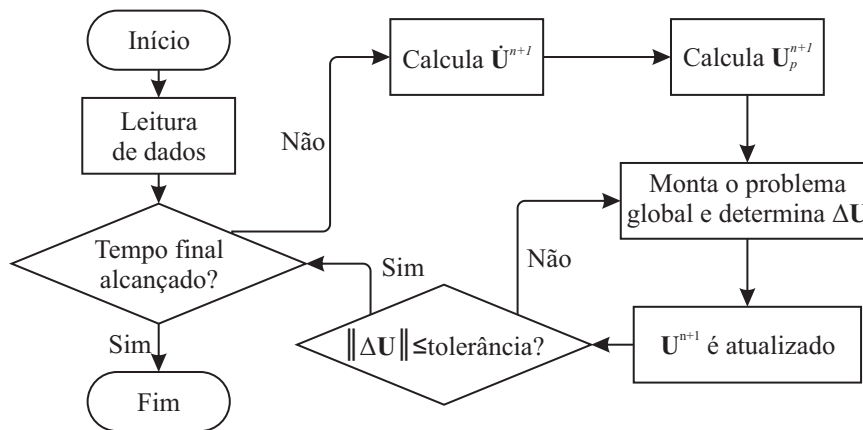 Início
Leitura
de dados
Tempo final
alcançado?
Sim
Fim
Não
Calcula U̇ⁿ⁺¹
Calcula Uₚⁿ⁺¹
Monta o problema
global e determina ΔU
Uⁿ⁺¹ é atualizado
‖ΔU‖≤tolerância?
Não
Sim